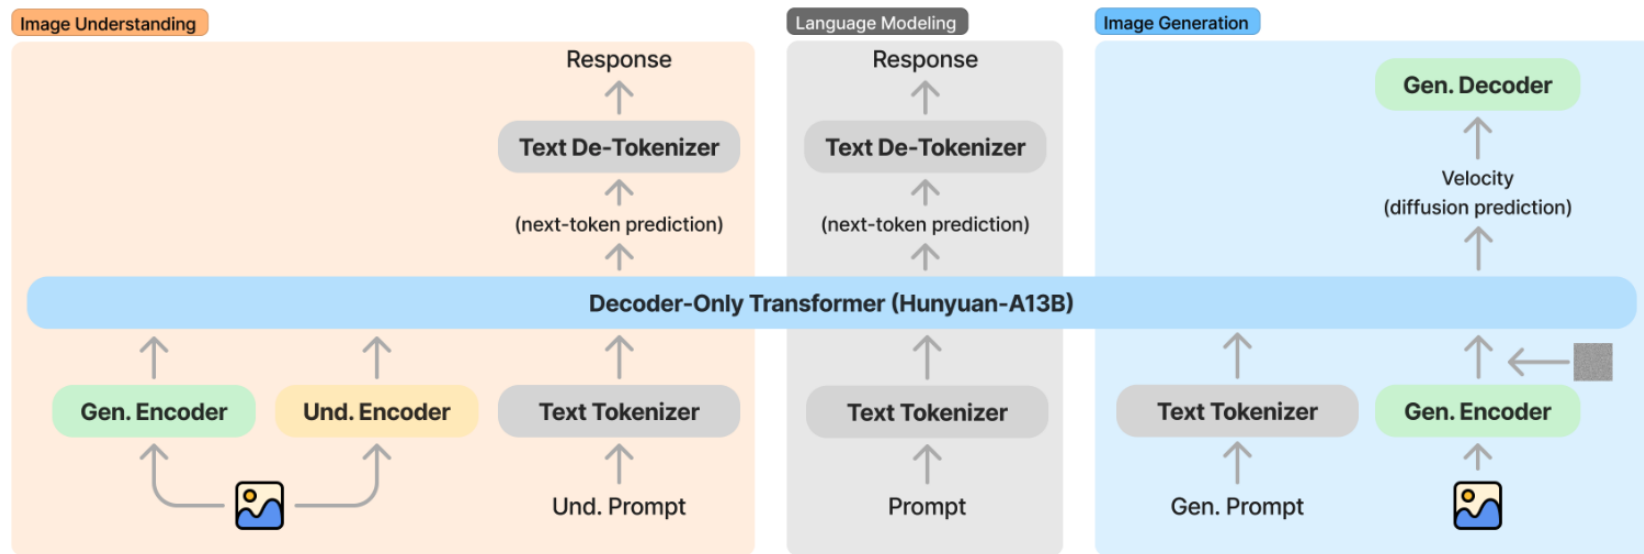 Image Understanding
Response
Text De-Tokenizer
(next-token prediction)
Language Modeling
Response
Text De-Tokenizer
(next-token prediction)
Image Generation
Gen. Decoder
Velocity
(diffusion prediction)
Decoder-Only Transformer (Hunyuan-A13B)
Gen. Encoder
Und. Encoder
Text Tokenizer
Und. Prompt
Text Tokenizer
Prompt
Text Tokenizer
Gen. Prompt
Gen. Encoder